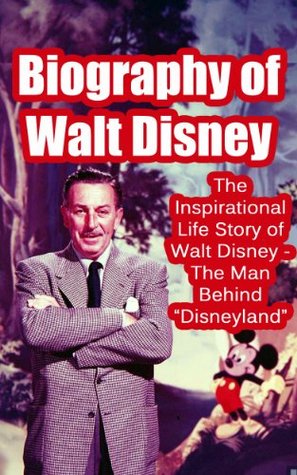 Biography of
Walt Disney
The
Inspirational
Life Story of
Walt Disney -
The Man
Behind
“Disneyland”